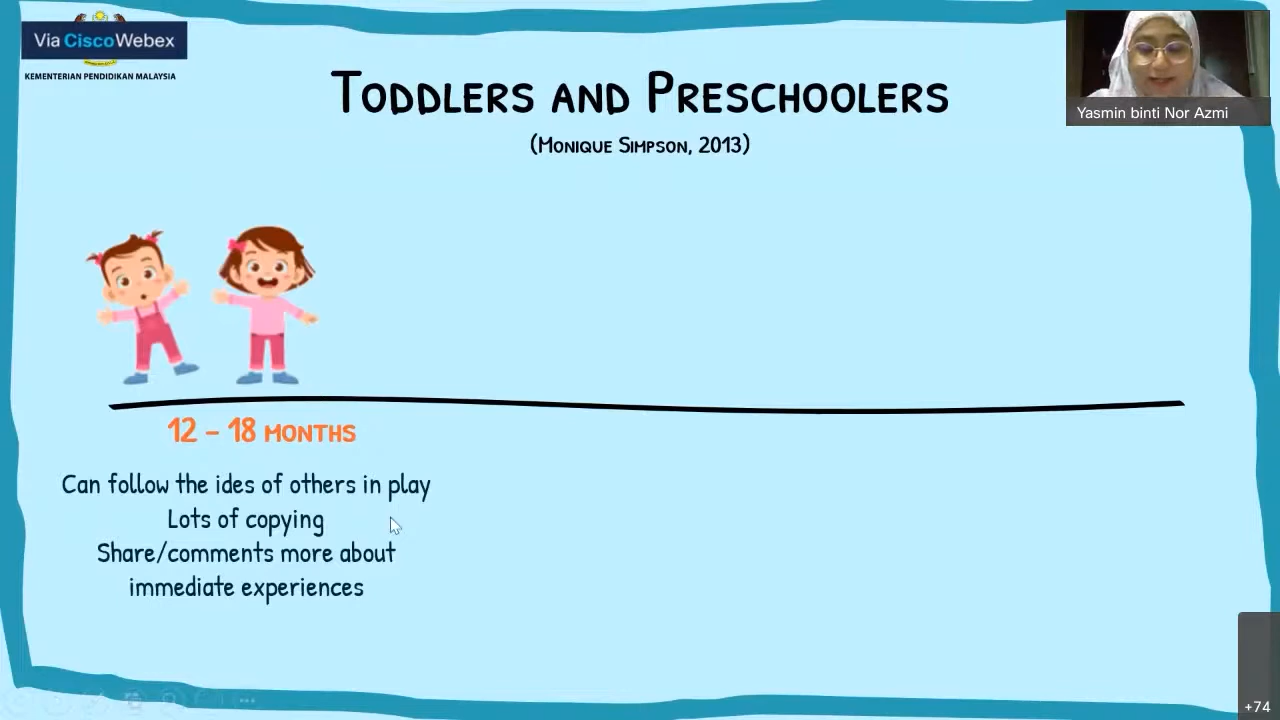 Via CiscoWebex
KEMENTERIAN PENDIDIKAN MALAYSIA
TODDLERS AND PRESCHOOLERS
(MONIQUE SIMPSON, 2013)
Yasmin binti Nor Azmi
12 – 18 MONTHS
Can follow the ides of others in play
Lots of copying
Share/comments more about
immediate experiences
+74